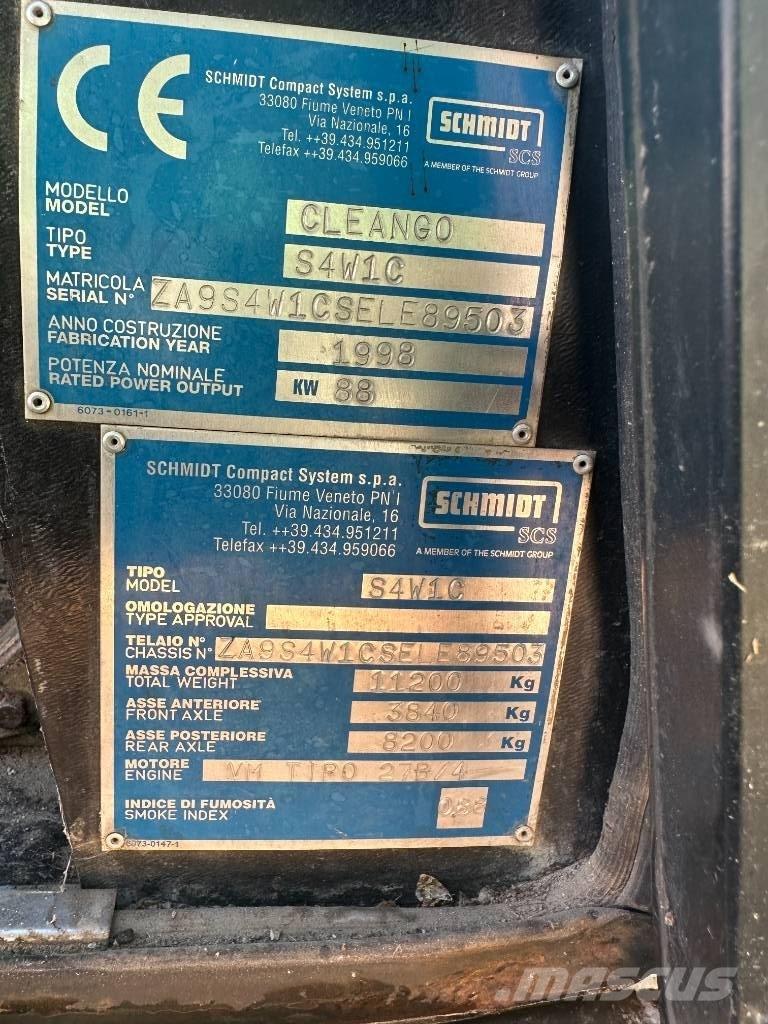 CE
SCHMIDT Compact System s.p.a.
33080 Fiume Veneto PN I
Via Nazionale, 16
Tel. ++39.434.951211
Telefax ++39.434.959066
SCHMIDT
SCS
A MEMBER OF THE SCHMIDT GROUP
MODELLO
MODEL
CLEANGO
TIPO
TYPE
S4W1C
MATRICOLA
SERIAL N° ZA9S4W1CSELE89503
ANNO COSTRUZIONE
FABRICATION YEAR
1998
POTENZA NOMINALE
RATED POWER OUTPUT
KW 88
6073-0161-1
SCHMIDT Compact System s.p.a.
33080 Fiume Veneto PN I
Via Nazionale, 16
Tel. ++39.434.951211
Telefax ++39.434.959066
SCHMIDT
SCS
A MEMBER OF THE SCHMIDT GROUP
TIPO
MODEL
S4W1C
OMOLOGAZIONE
TYPE APPROVAL
TELAIO N°
CHASSIS N° ZA9S4W1CSELE89503
MASSA COMPLESSIVA
TOTAL WEIGHT
11200 Kg
ASSE ANTERIORE
FRONT AXLE
3840 Kg
ASSE POSTERIORE
REAR AXLE
8200 Kg
MOTORE
ENGINE
VM TIPO 27B/4
INDICE DI FUMOSITÀ
SMOKE INDEX
6073-0147-1
MASCUS